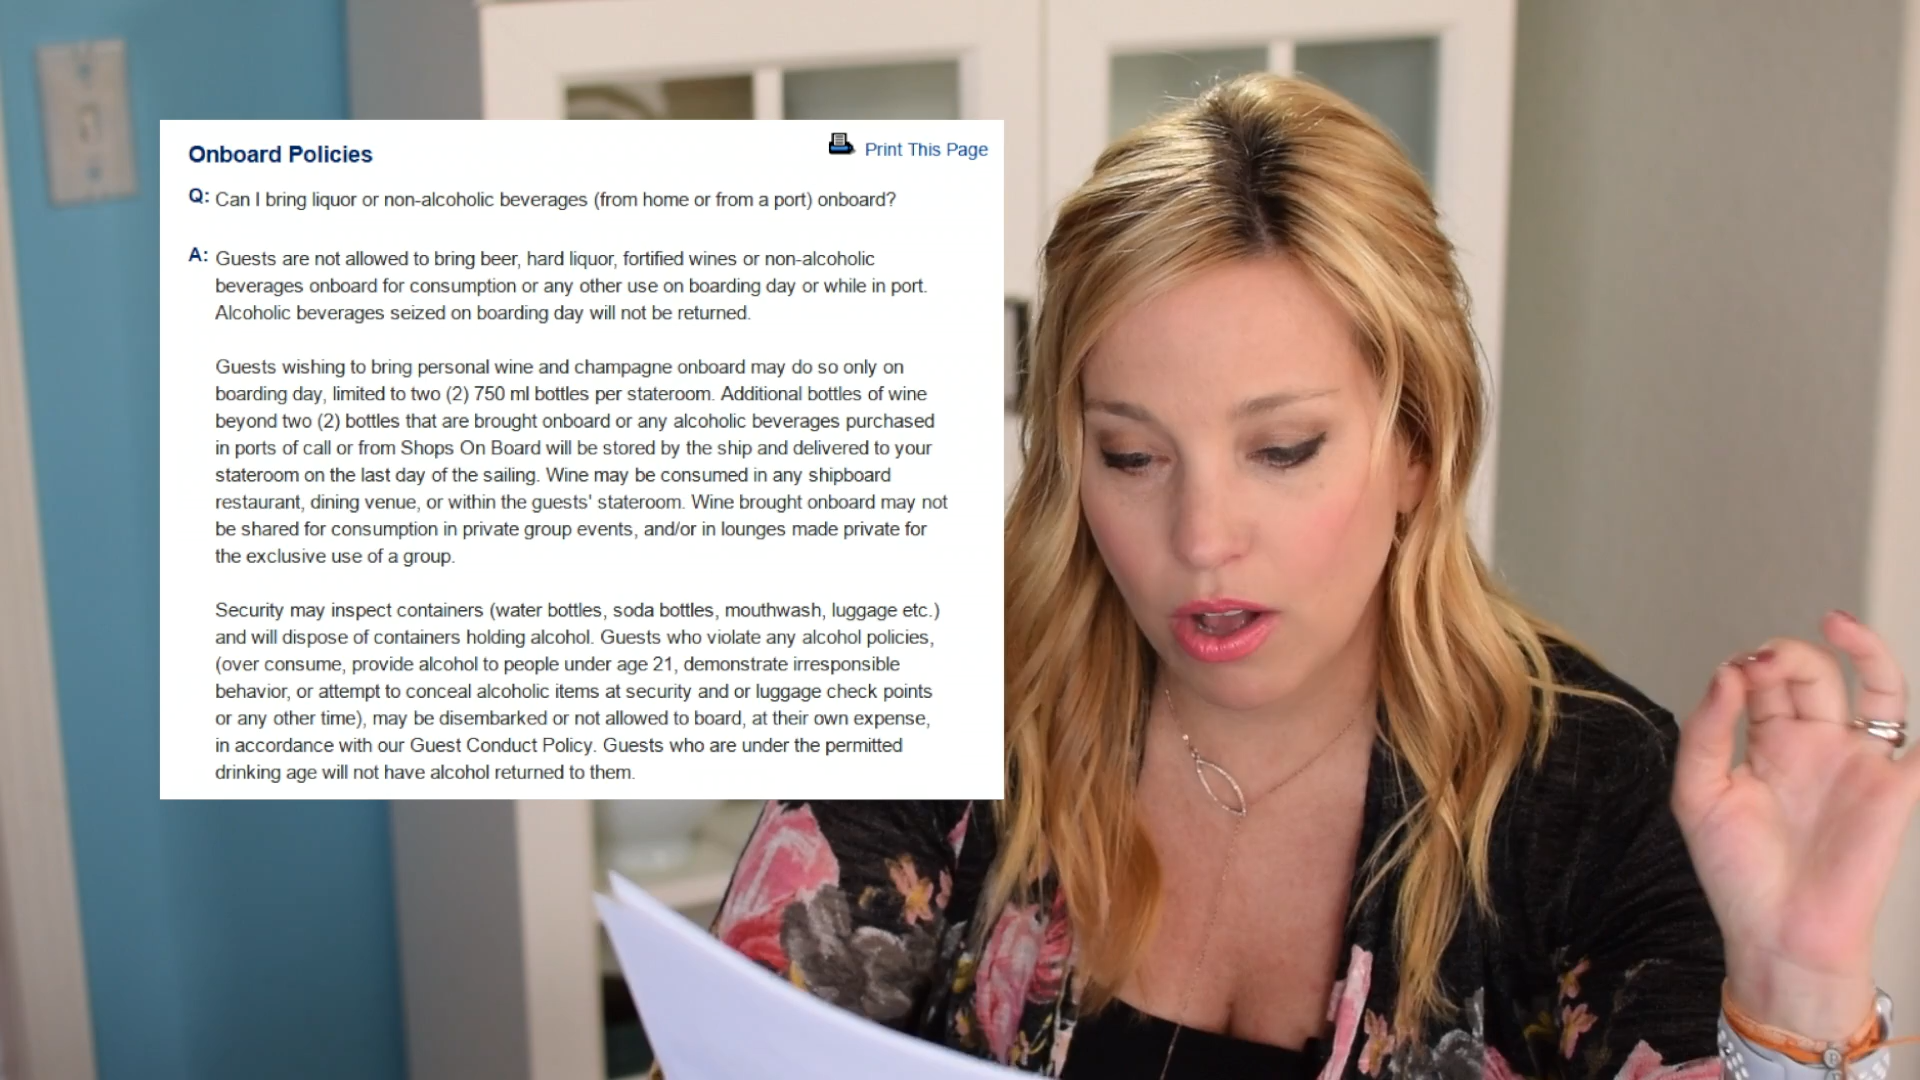 Onboard Policies
Print This Page
Q: Can I bring liquor or non-alcoholic beverages (from home or from a port) onboard?
A: Guests are not allowed to bring beer, hard liquor, fortified wines or non-alcoholic
beverages onboard for consumption or any other use on boarding day or while in port.
Alcoholic beverages seized on boarding day will not be returned.
Guests wishing to bring personal wine and champagne onboard may do so only on
boarding day, limited to two (2) 750 ml bottles per stateroom. Additional bottles of wine
beyond two (2) bottles that are brought onboard or any alcoholic beverages purchased
in ports of call or from Shops On Board will be stored by the ship and delivered to your
stateroom on the last day of the sailing. Wine may be consumed in any shipboard
restaurant, dining venue, or within the guests' stateroom. Wine brought onboard may not
be shared for consumption in private group events, and/or in lounges made private for
the exclusive use of a group.
Security may inspect containers (water bottles, soda bottles, mouthwash, luggage etc.)
and will dispose of containers holding alcohol. Guests who violate any alcohol policies,
(over consume, provide alcohol to people under age 21, demonstrate irresponsible
behavior, or attempt to conceal alcoholic items at security and or luggage check points
or any other time), may be disembarked or not allowed to board, at their own expense,
in accordance with our Guest Conduct Policy. Guests who are under the permitted
drinking age will not have alcohol returned to them.